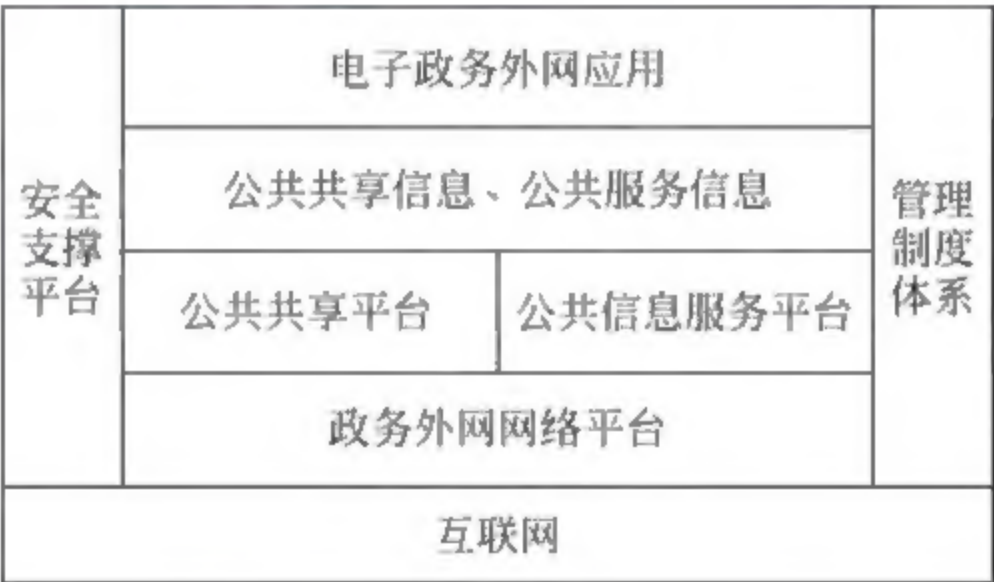 电子政务外网应用
公共共享信息、公共服务信息
安全
支撑
平台
管理
制度
体系
公共共享平台
公共信息服务平台
政务外网网络平台
互联网